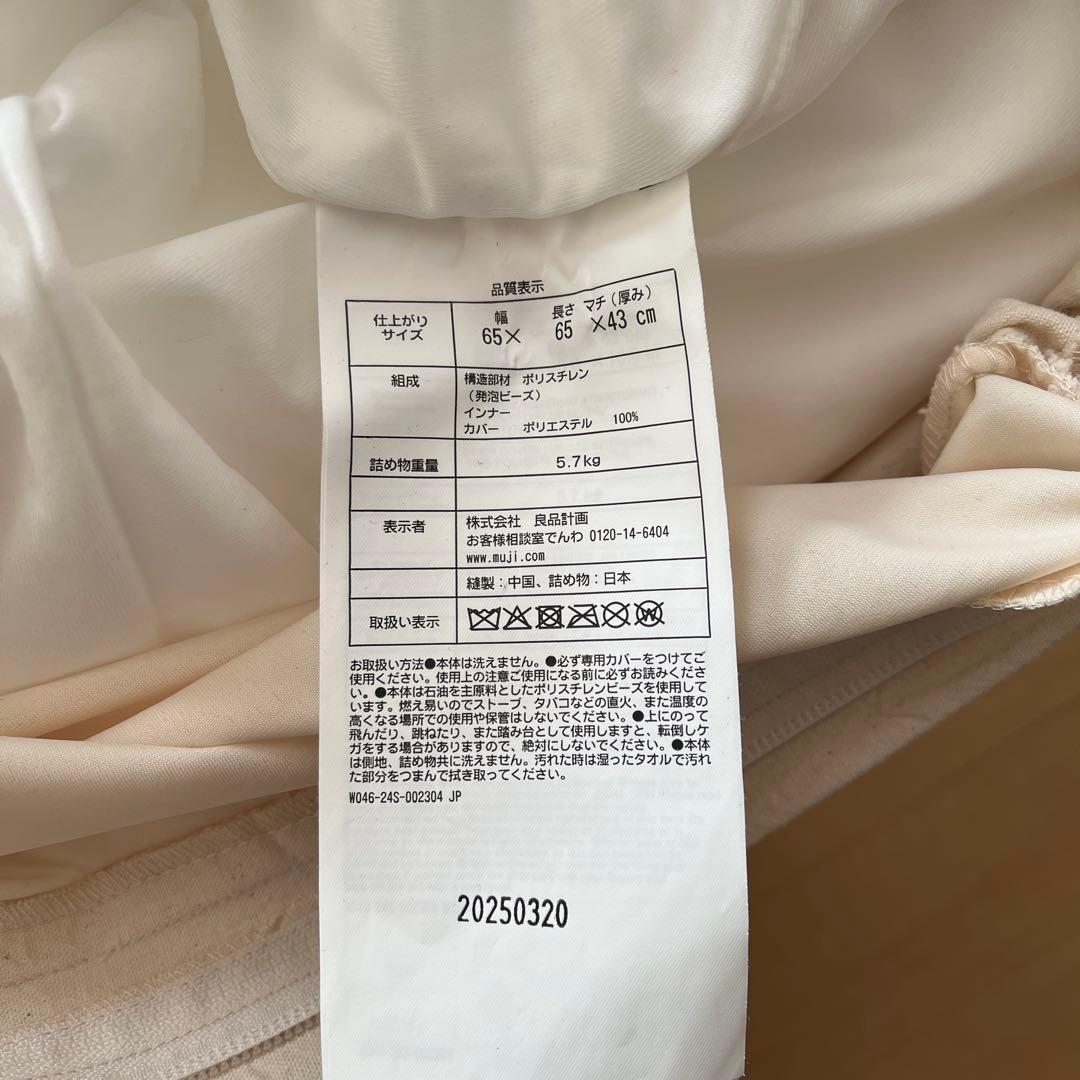 品質表示
仕上がりサイズ 幅 長さ マチ(厚み)
65× 65 ×43 cm
組成 構造部材 ポリスチレン
(発泡ビーズ)
インナー
カバー ポリエステル 100%
詰め物重量 5.7kg
表示者 株式会社 良品計画
お客様相談室でんわ 0120-14-6404
www.muji.com
縫製:中国、詰め物:日本
取扱い表示
お取扱い方法●本体は洗えません。●必ず専用カバーをつけてご
使用ください。使用上の注意ご使用になる前に必ずお読みくださ
い。●本体は石油を主原料としたポリスチレンビーズを使用して
います。燃え易いのでストーブ、タバコなどの直火、また温度の
高くなる場所での使用や保管はしないでください。●上にのって
飛んだり、跳ねたり、また踏み台として使用しますと、転倒しケ
ガをする場合がありますので、絶対にしないでください。●本体
は側地、詰め物共に洗えません。汚れた時は湿ったタオルで汚れ
た部分をつまんで拭き取ってください。
W046-24S-002304 JP
20250320